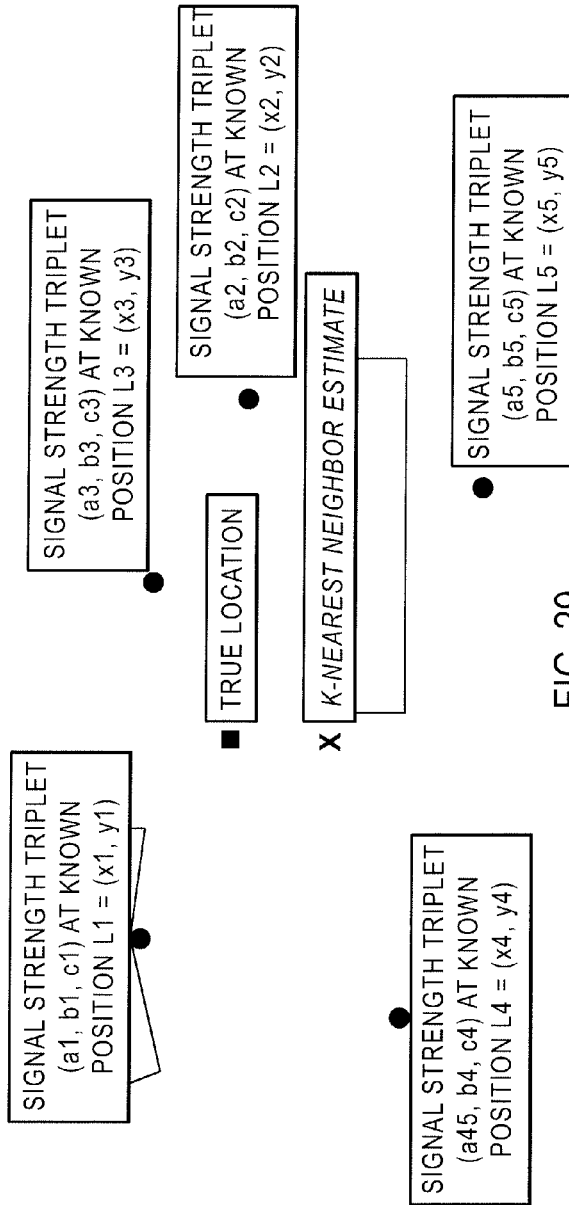 SIGNAL STRENGTH TRIPLET
(a1, b1, c1) AT KNOWN
POSITION L1 = (x1, y1)
SIGNAL STRENGTH TRIPLET
(a3, b3, c3) AT KNOWN
POSITION L3 = (x3, y3)
SIGNAL STRENGTH TRIPLET
(a2, b2, c2) AT KNOWN
POSITION L2 = (x2, y2)
TRUE LOCATION
X
K-NEAREST NEIGHBOR ESTIMATE
SIGNAL STRENGTH TRIPLET
(a45, b4, c4) AT KNOWN
POSITION L4 = (x4, y4)
SIGNAL STRENGTH TRIPLET
(a5, b5, c5) AT KNOWN
POSITION L5 = (x5, y5)
FIG.